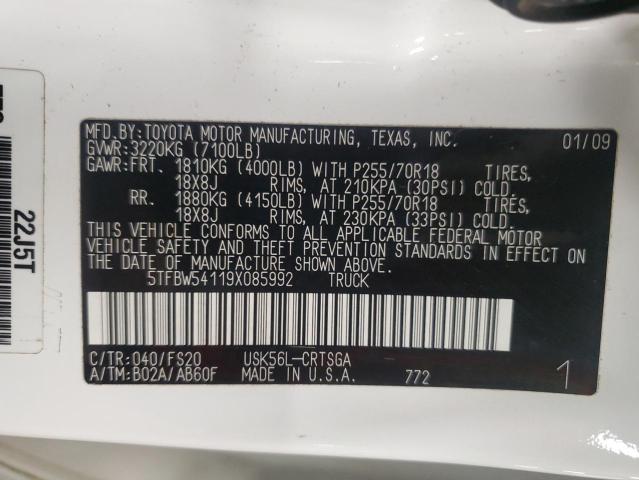 MFD.BY:TOYOTA MOTOR MANUFACTURING, TEXAS, INC. 01/09
GVWR:3220KG (7100LB)
GAWR:FRT. 1810KG (4000LB) WITH P255/70R18 TIRES,
18X8J RIMS, AT 210KPA (30PSI) COLD.
RR. 1880KG (4150LB) WITH P255/70R18 TIRES,
18X8J RIMS, AT 230KPA (33PSI) COLD.
THIS VEHICLE CONFORMS TO ALL APPLICABLE FEDERAL MOTOR
VEHICLE SAFETY AND THEFT PREVENTION STANDARDS IN EFFECT ON
THE DATE OF MANUFACTURE SHOWN ABOVE.
5TFBW54119X085992 TRUCK
C/TR:040/FS20 USK56L-CRTSGA
A/TM:B02A/AB60F MADE IN U.S.A. 772 1
22J5T